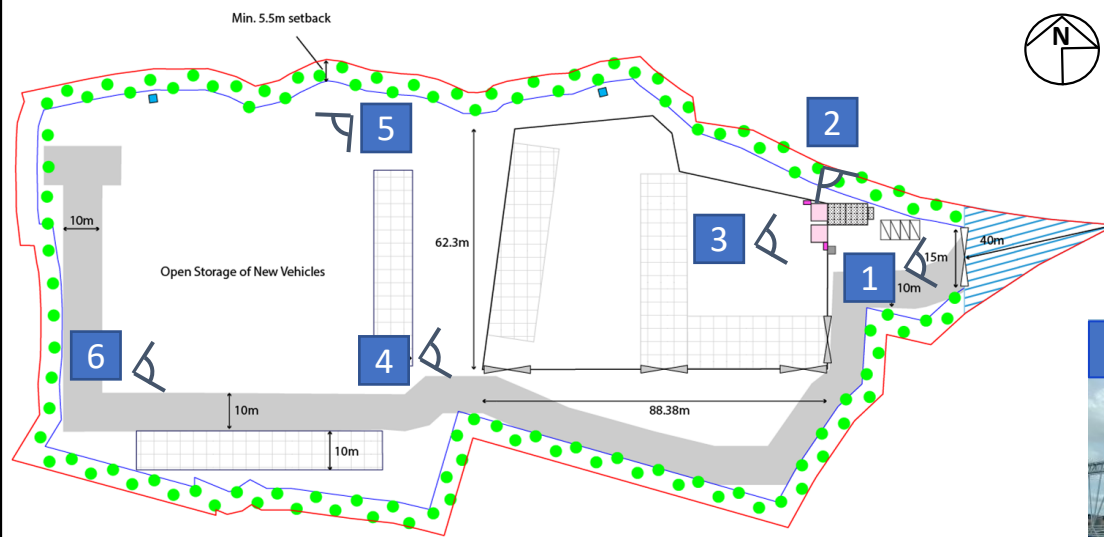 Min. 5.5m setback
N
5
2
10m
62.3m
3
40m
15m
Open Storage of New Vehicles
1
10m
6
4
10m
88.38m
10m